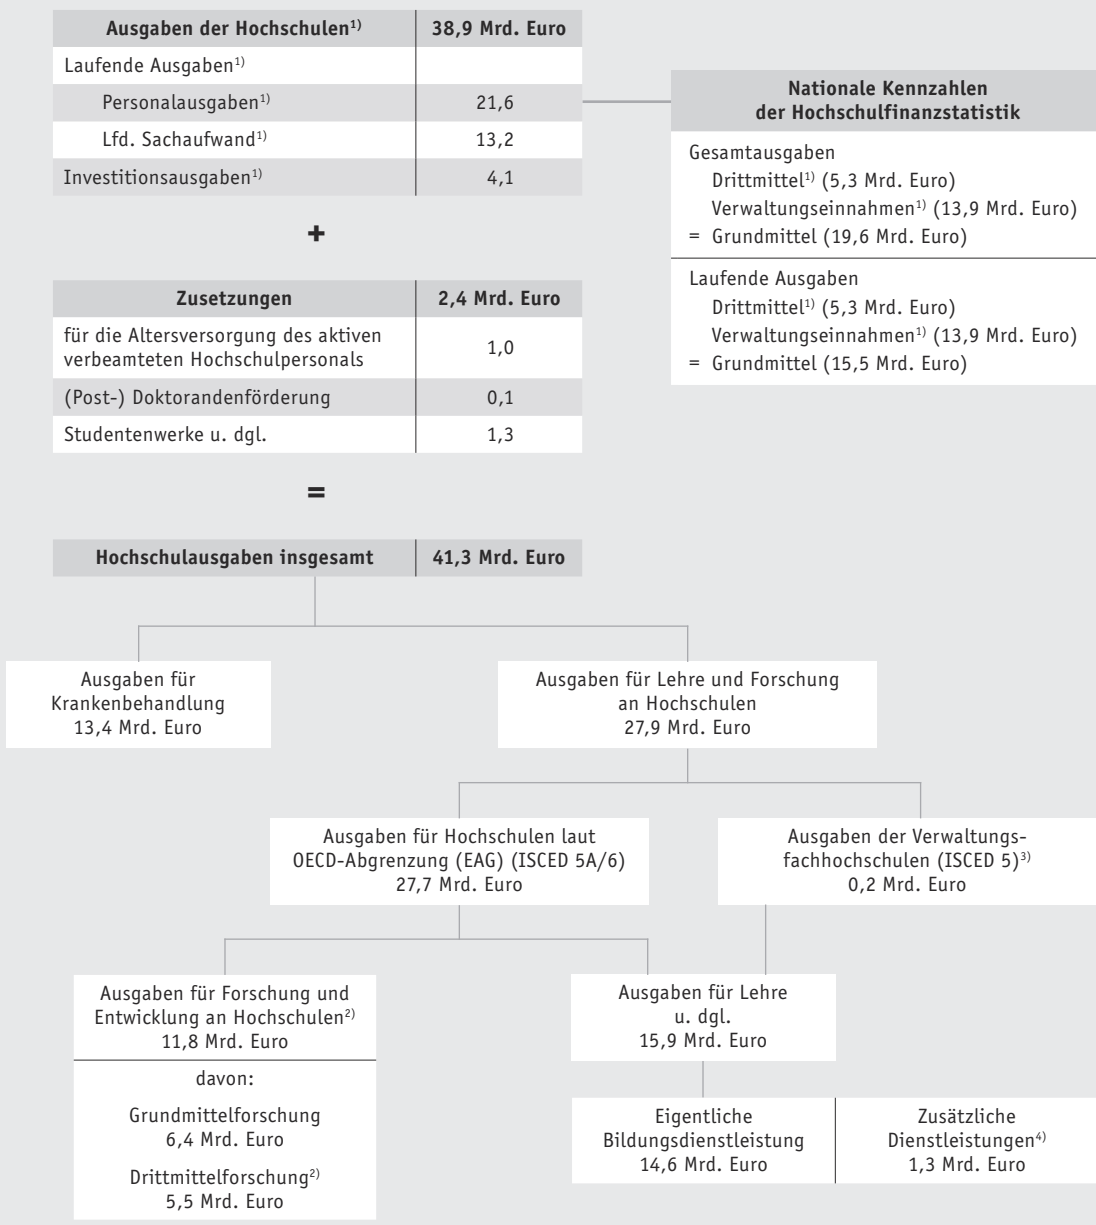 Ausgaben der Hochschulen1) 38,9 Mrd. Euro
Laufende Ausgaben1)
Personalausgaben1) 21,6
Lfd. Sachaufwand1) 13,2
Investitionsausgaben1) 4,1
+
Zusetzungen 2,4 Mrd. Euro
für die Altersversorgung des aktiven
verbeamteten Hochschulpersonals 1,0
(Post-) Doktorandenförderung 0,1
Studentenwerke u. dgl. 1,3
=
Hochschulausgaben insgesamt 41,3 Mrd. Euro
Nationale Kennzahlen
der Hochschulfinanzstatistik
Gesamtausgaben
Drittmittel1) (5,3 Mrd. Euro)
Verwaltungseinnahmen1) (13,9 Mrd. Euro)
= Grundmittel (19,6 Mrd. Euro)
Laufende Ausgaben
Drittmittel1) (5,3 Mrd. Euro)
Verwaltungseinnahmen1) (13,9 Mrd. Euro)
= Grundmittel (15,5 Mrd. Euro)
Ausgaben für
Krankenbehandlung
13,4 Mrd. Euro
Ausgaben für Lehre und Forschung
an Hochschulen
27,9 Mrd. Euro
Ausgaben für Hochschulen laut
OECD-Abgrenzung (EAG) (ISCED 5A/6)
27,7 Mrd. Euro
Ausgaben der Verwaltungs-
fachhochschulen (ISCED 5)3)
0,2 Mrd. Euro
Ausgaben für Forschung und
Entwicklung an Hochschulen2)
11,8 Mrd. Euro
davon:
Grundmittelforschung
6,4 Mrd. Euro
Drittmittelforschung2)
5,5 Mrd. Euro
Ausgaben für Lehre
u. dgl.
15,9 Mrd. Euro
Eigentliche
Bildungsdienstleistung
14,6 Mrd. Euro
Zusätzliche
Dienstleistungen4)
1,3 Mrd. Euro